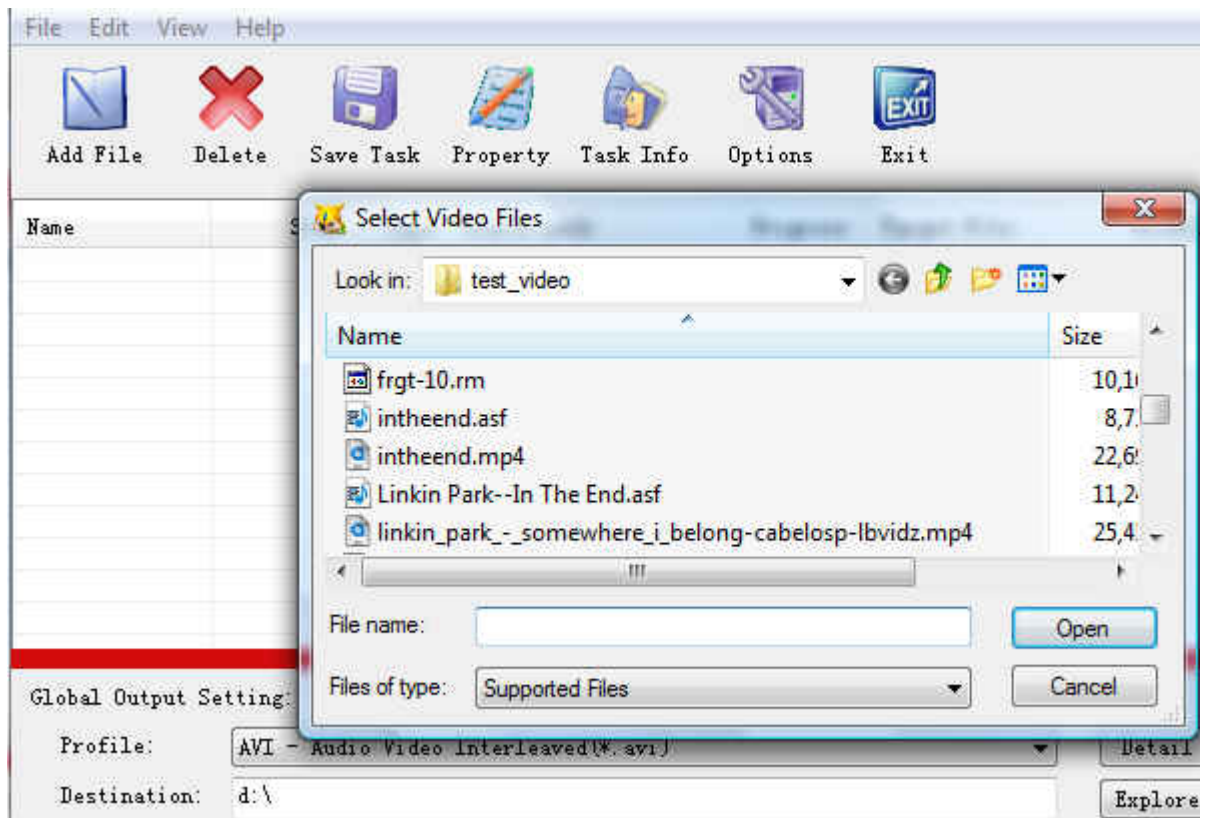 File Edit View Help
EXIT
Add File Delete Save Task Property Task Info Options Exit
Name
Select Video Files
Look in: test_video
Name Size
frgt-10.rm
intheend.asf
intheend.mp4
Linkin Park--In The End.asf
linkin_park_-_somewhere_i_belong-cabelosp-lbvidz.mp4
File name: Open
Files of type: Supported Files Cancel
Global Output Setting:
Profile: AVI - Audio Video Interleaved(*.avi) Detail
Destination: d:\ Explore